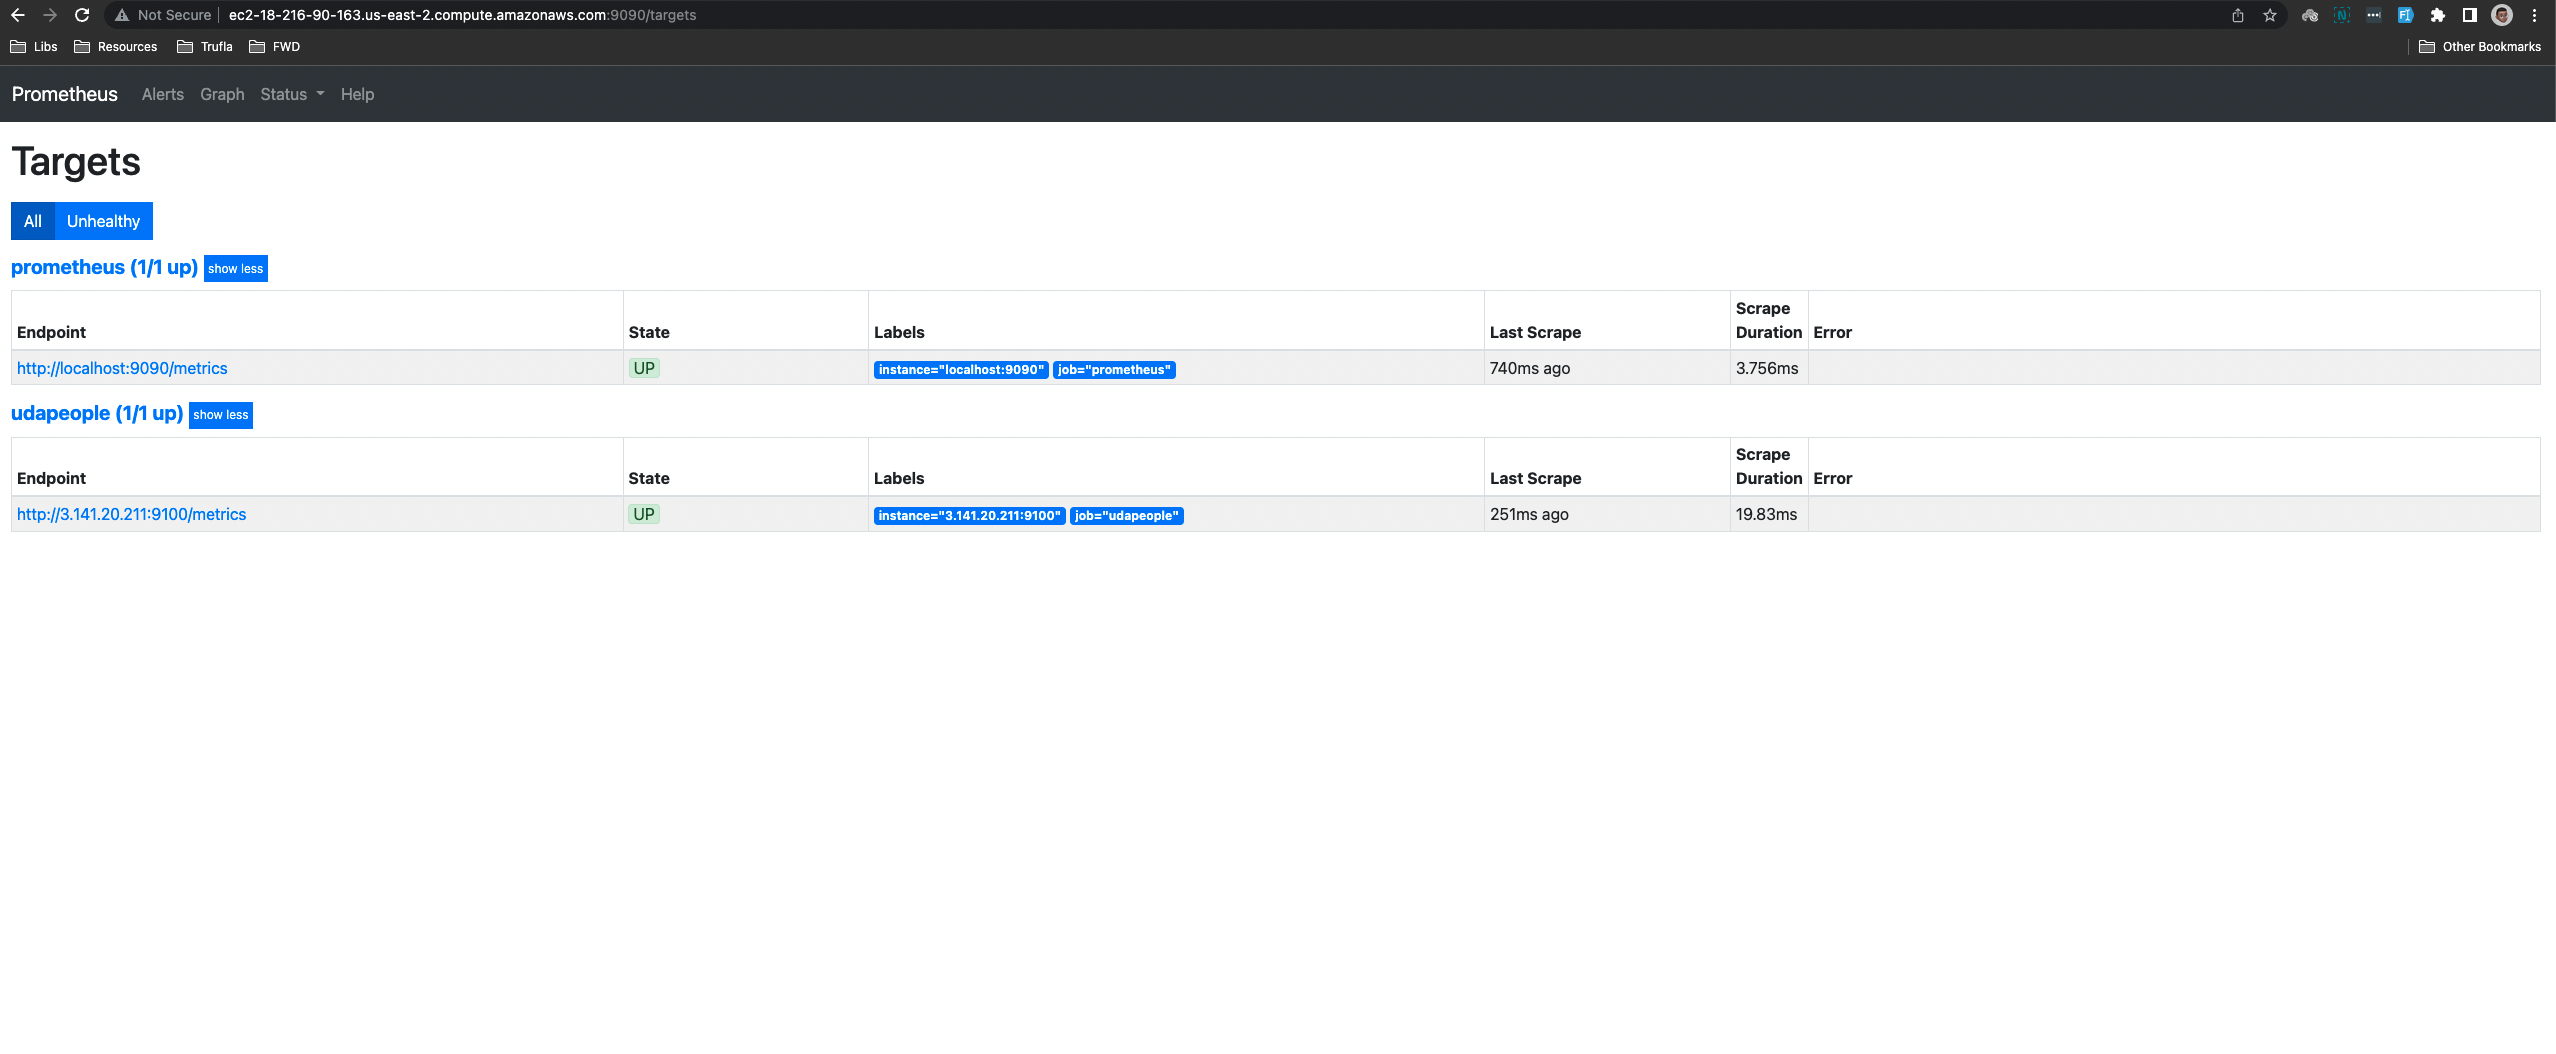 Not Secure ec2-18-216-90-163.us-east-2.compute.amazonaws.com:9090/targets
Libs Resources Trufla FWD Other Bookmarks
Prometheus Alerts Graph Status Help
Targets
All Unhealthy
prometheus (1/1 up) show less
Endpoint State Labels Last Scrape Scrape Duration Error
http://localhost:9090/metrics UP instance="localhost:9090" job="prometheus" 740ms ago 3.756ms
udapeople (1/1 up) show less
Endpoint State Labels Last Scrape Scrape Duration Error
http://3.141.20.211:9100/metrics UP instance="3.141.20.211:9100" job="udapeople" 251ms ago 19.83ms